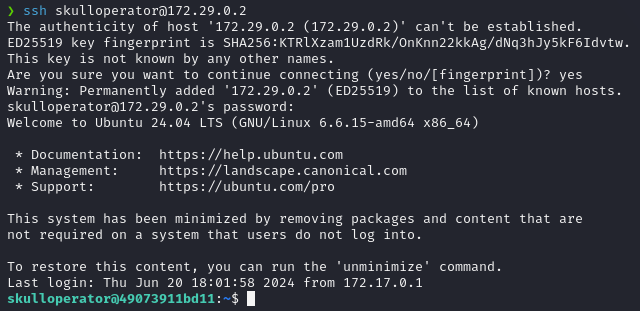 ❯ ssh skulloperator@172.29.0.2
The authenticity of host '172.29.0.2 (172.29.0.2)' can't be established.
ED25519 key fingerprint is SHA256:KTRlXzam1UzdRk/OnKnn22kkAg/dNq3hJy5kF6Idvtw.
This key is not known by any other names.
Are you sure you want to continue connecting (yes/no/[fingerprint])? yes
Warning: Permanently added '172.29.0.2' (ED25519) to the list of known hosts.
skulloperator@172.29.0.2's password:
Welcome to Ubuntu 24.04 LTS (GNU/Linux 6.6.15-amd64 x86_64)
* Documentation:  https://help.ubuntu.com
* Management:     https://landscape.canonical.com
* Support:        https://ubuntu.com/pro
This system has been minimized by removing packages and content that are
not required on a system that users do not log into.
To restore this content, you can run the 'unminimize' command.
Last login: Thu Jun 20 18:01:58 2024 from 172.17.0.1
skulloperator@49073911bd11:~$